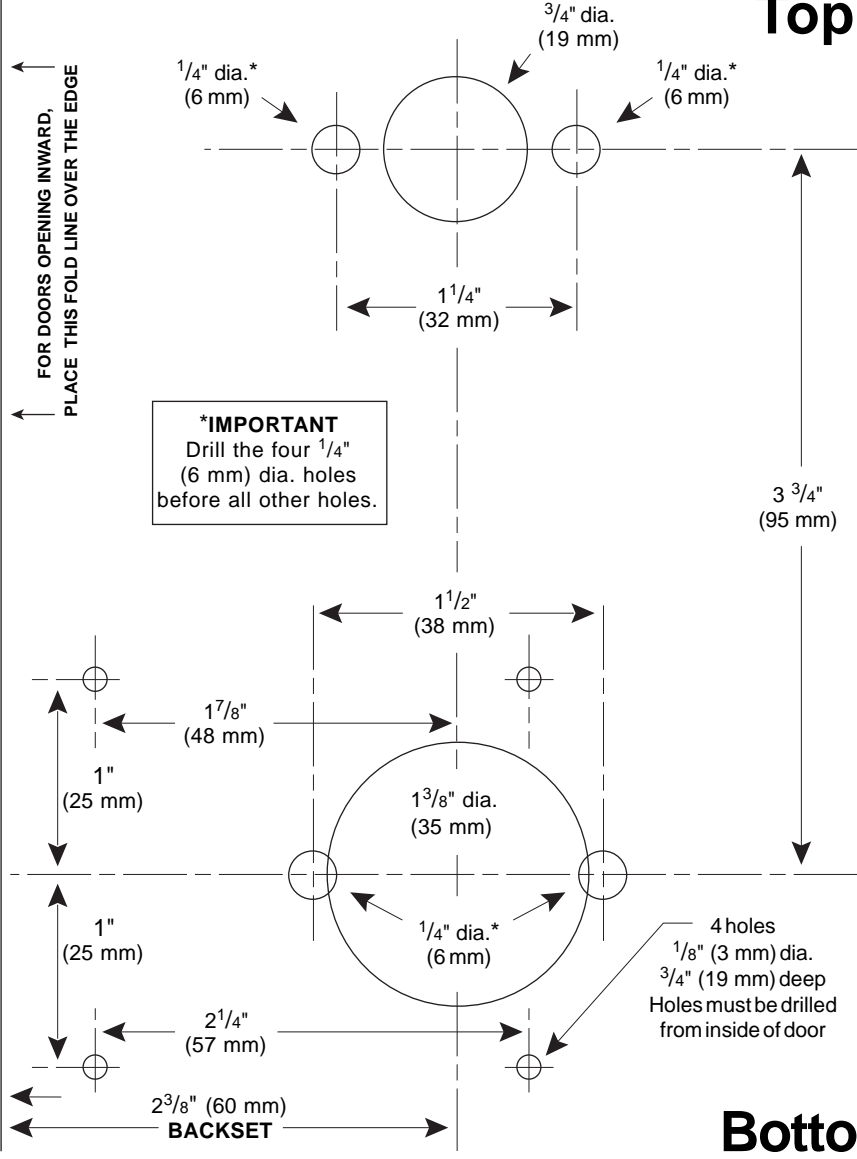 Top
3/4" dia.
(19 mm)
1/4" dia.*
(6 mm)
1/4" dia.*
(6 mm)
FOR DOORS OPENING INWARD,
PLACE THIS FOLD LINE OVER THE EDGE
1 1/4"
(32 mm)
*IMPORTANT
Drill the four 1/4"
(6 mm) dia. holes
before all other holes.
3 3/4"
(95 mm)
1 1/2"
(38 mm)
1 7/8"
(48 mm)
1"
(25 mm)
1 3/8" dia.
(35 mm)
1"
(25 mm)
1/4" dia.*
(6 mm)
4 holes
1/8" (3 mm) dia.
3/4" (19 mm) deep
Holes must be drilled
from inside of door
2 1/4"
(57 mm)
2 3/8" (60 mm)
BACKSET
Botto